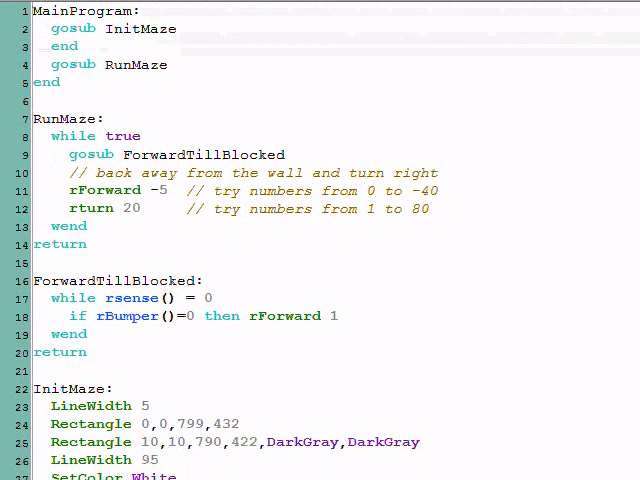 1 MainProgram:
2 gosub InitMaze
3 end
4 gosub RunMaze
5 end
6
7 RunMaze:
8 while true
9 gosub ForwardTillBlocked
10 // back away from the wall and turn right
11 rForward -5 // try numbers from 0 to -40
12 rturn 20 // try numbers from 1 to 80
13 wend
14 return
15
16 ForwardTillBlocked:
17 while rsense() = 0
18 if rBumper()=0 then rForward 1
19 wend
20 return
21
22 InitMaze:
23 LineWidth 5
24 Rectangle 0,0,799,432
25 Rectangle 10,10,790,422,DarkGray,DarkGray
26 LineWidth 95
27 SetColor White